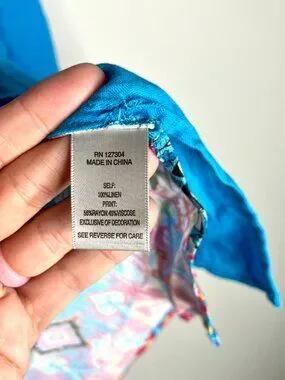 RN 127304
MADE IN CHINA
SELF:
100%LINEN
PRINT:
55%RAYON 45%VISCOSE
EXCLUSIVE OF DECORATION
SEE REVERSE FOR CARE